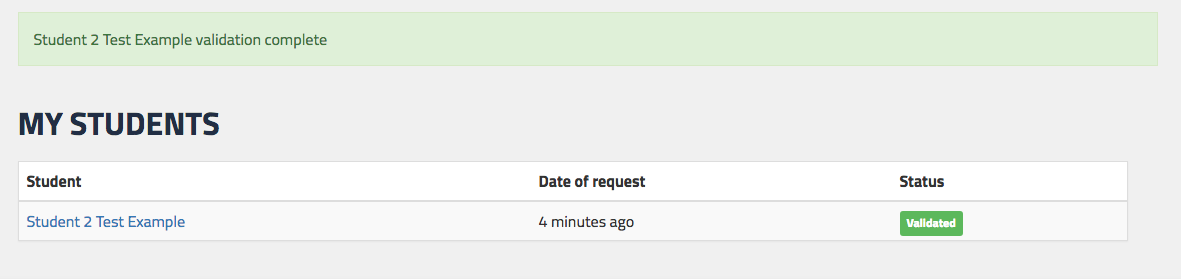 Student 2 Test Example validation complete
MY STUDENTS
Student Date of request Status
Student 2 Test Example 4 minutes ago Validated